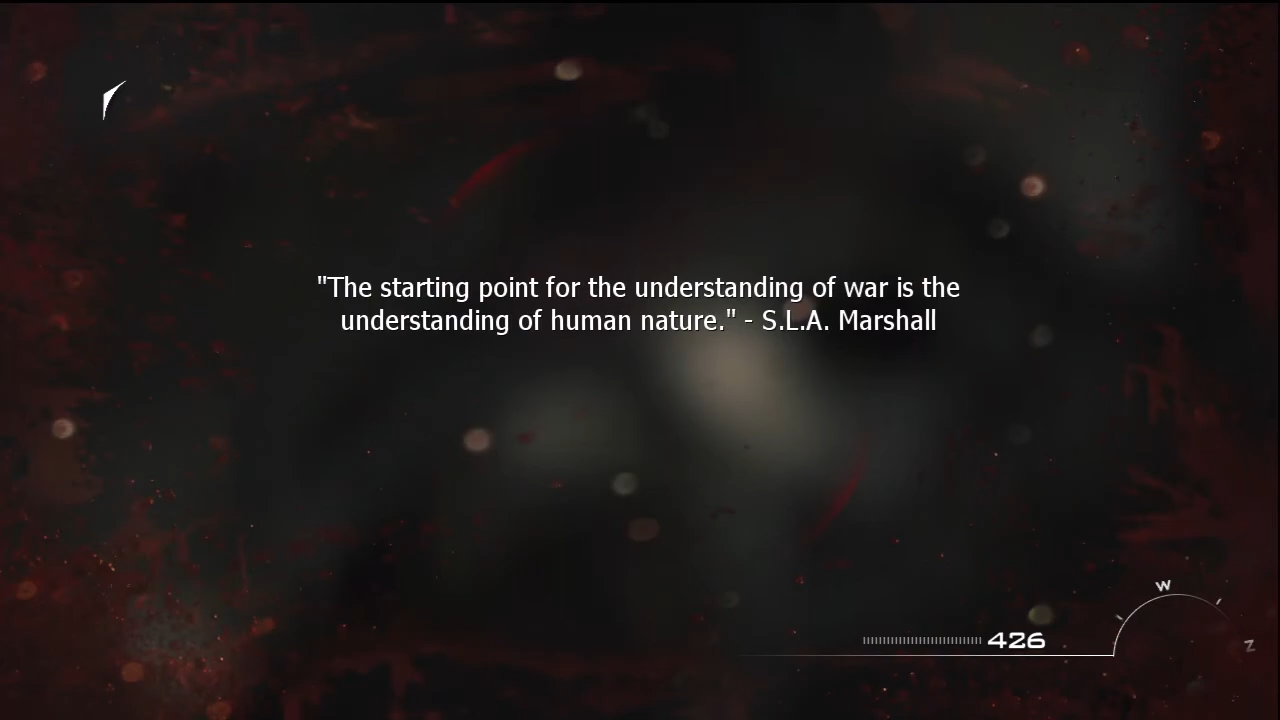 "The starting point for the understanding of war is the
understanding of human nature." - S.L.A. Marshall
W
426
Z